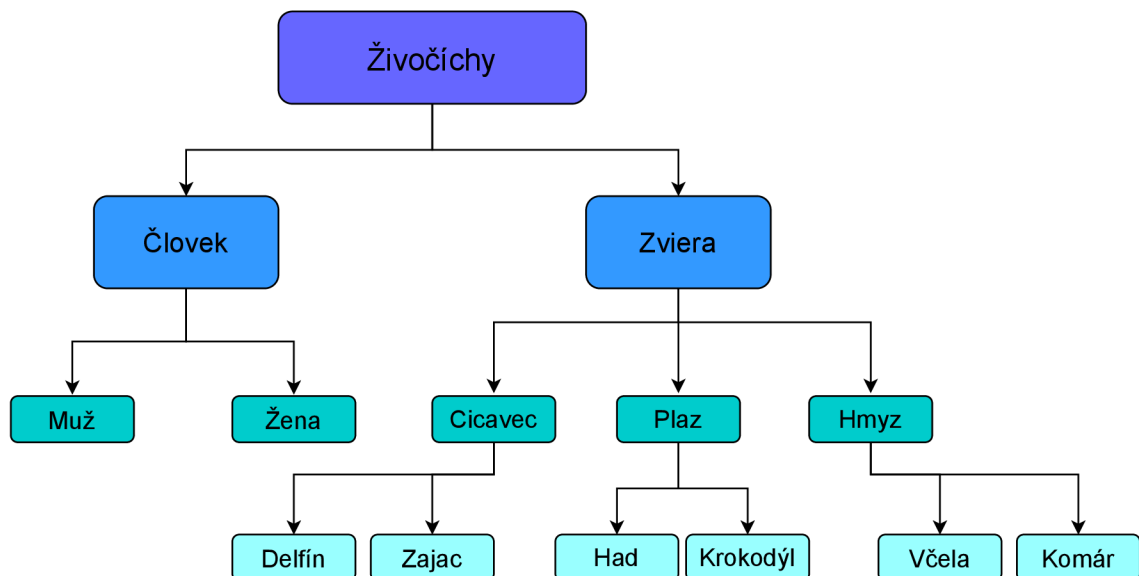 Živočíchy
Človek
Zviera
Muž
Žena
Cicavec
Plaz
Hmyz
Delfín
Zajac
Had
Krokodýl
Včela
Komár